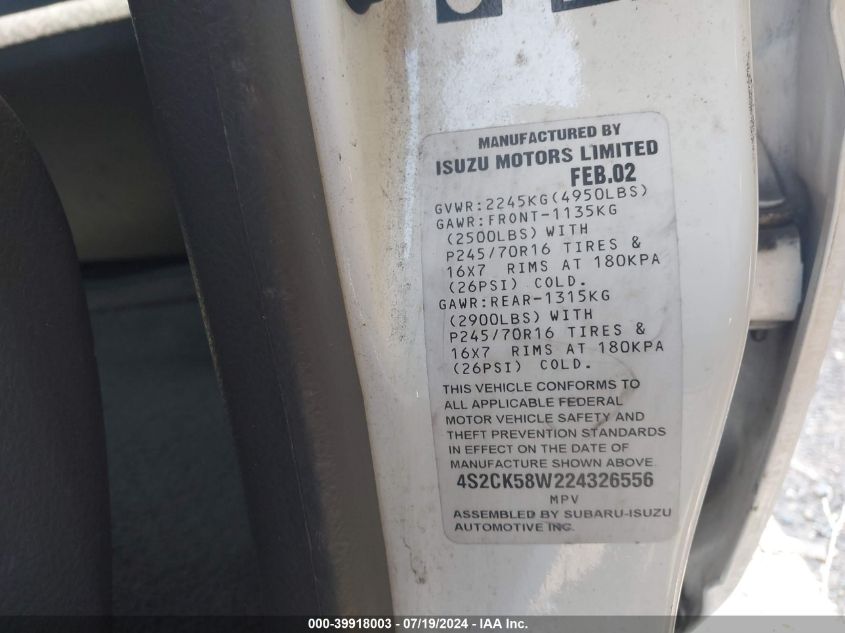 MANUFACTURED BY
ISUZU MOTORS LIMITED
FEB.02
GVWR:2245KG(4950LBS)
GAWR:FRONT-1135KG
(2500LBS) WITH
P245/70R16 TIRES &
16X7 RIMS AT 180KPA
(26PSI) COLD.
GAWR:REAR-1315KG
(2900LBS) WITH
P245/70R16 TIRES &
16X7 RIMS AT 180KPA
(26PSI) COLD.
THIS VEHICLE CONFORMS TO
ALL APPLICABLE FEDERAL
MOTOR VEHICLE SAFETY AND
THEFT PREVENTION STANDARDS
IN EFFECT ON THE DATE OF
MANUFACTURE SHOWN ABOVE.
4S2CK58W224326556
MPV
ASSEMBLED BY SUBARU-ISUZU
AUTOMOTIVE INC.
000-39918003 - 07/19/2024 - IAA Inc.